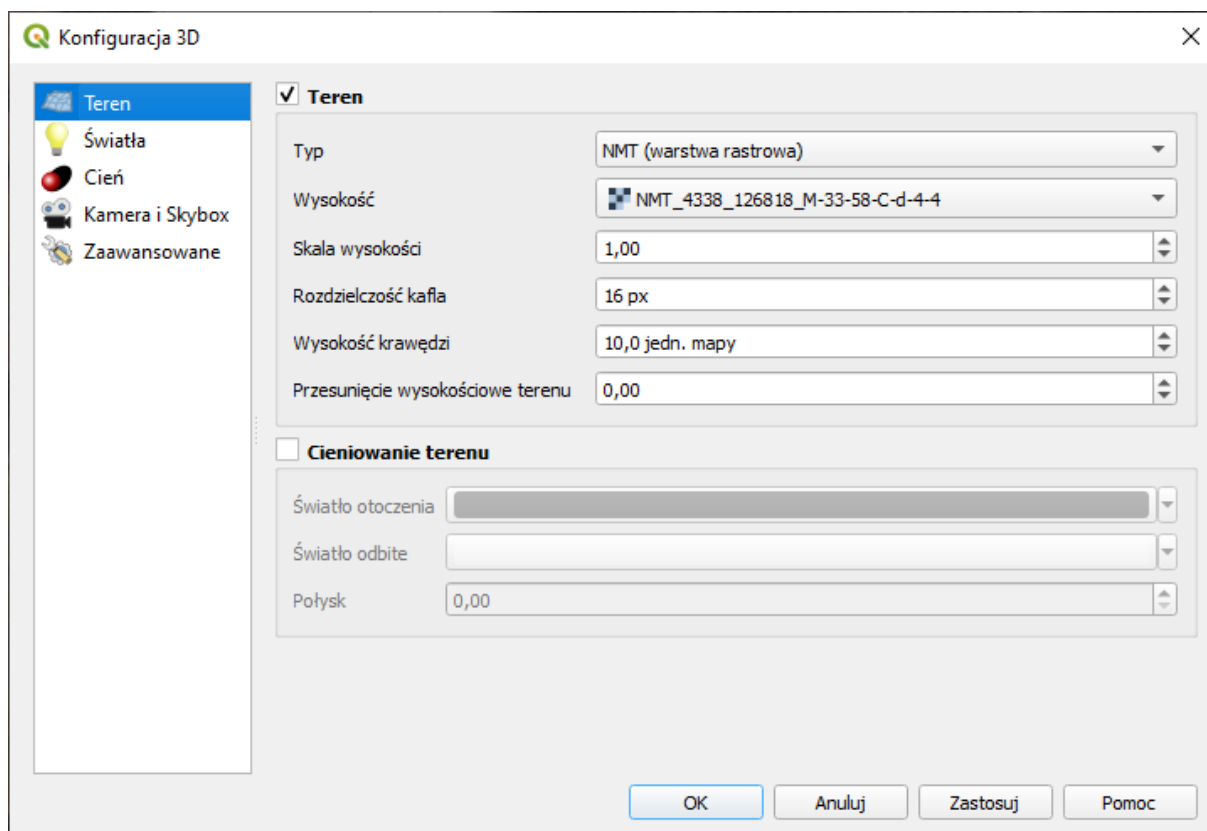 Konfiguracja 3D
Teren
Światła
Cień
Kamera i Skybox
Zaawansowane
Teren
Typ NMT (warstwa rastrowa)
Wysokość NMT_4338_126818_M-33-58-C-d-4-4
Skala wysokości 1,00
Rozdzielczość kafla 16 px
Wysokość krawędzi 10,0 jedn. mapy
Przesunięcie wysokościowe terenu 0,00
Cieniowanie terenu
Światło otoczenia
Światło odbite
Połysk 0,00
OK Anuluj Zastosuj Pomoc